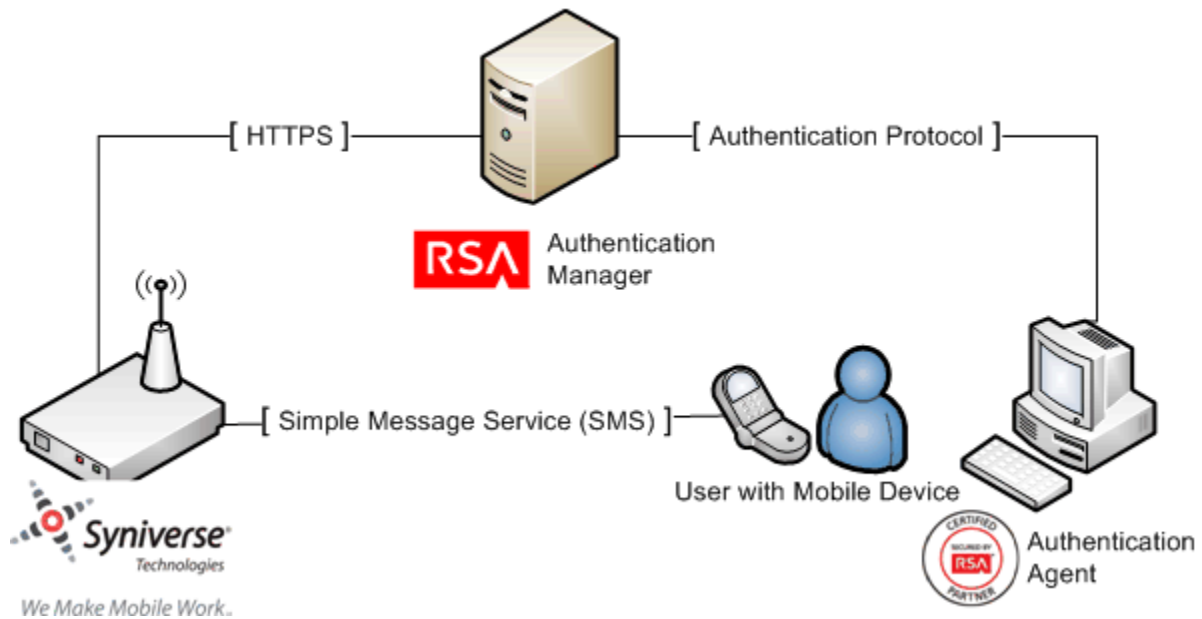 [ HTTPS ]
[ Authentication Protocol ]
RSA
Authentication
Manager
[ Simple Message Service (SMS) ]
User with Mobile Device
Syniverse®
Technologies
We Make Mobile Work.
CERTIFIED
SECURED BY
RSA
PARTNER
Authentication
Agent